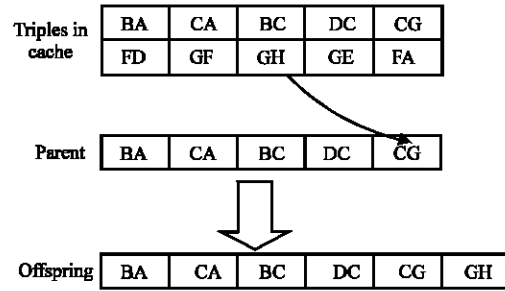 Triples in cache
BA CA BC DC CG
FD GF GH GE FA
Parent BA CA BC DC CG
Offspring BA CA BC DC CG GH